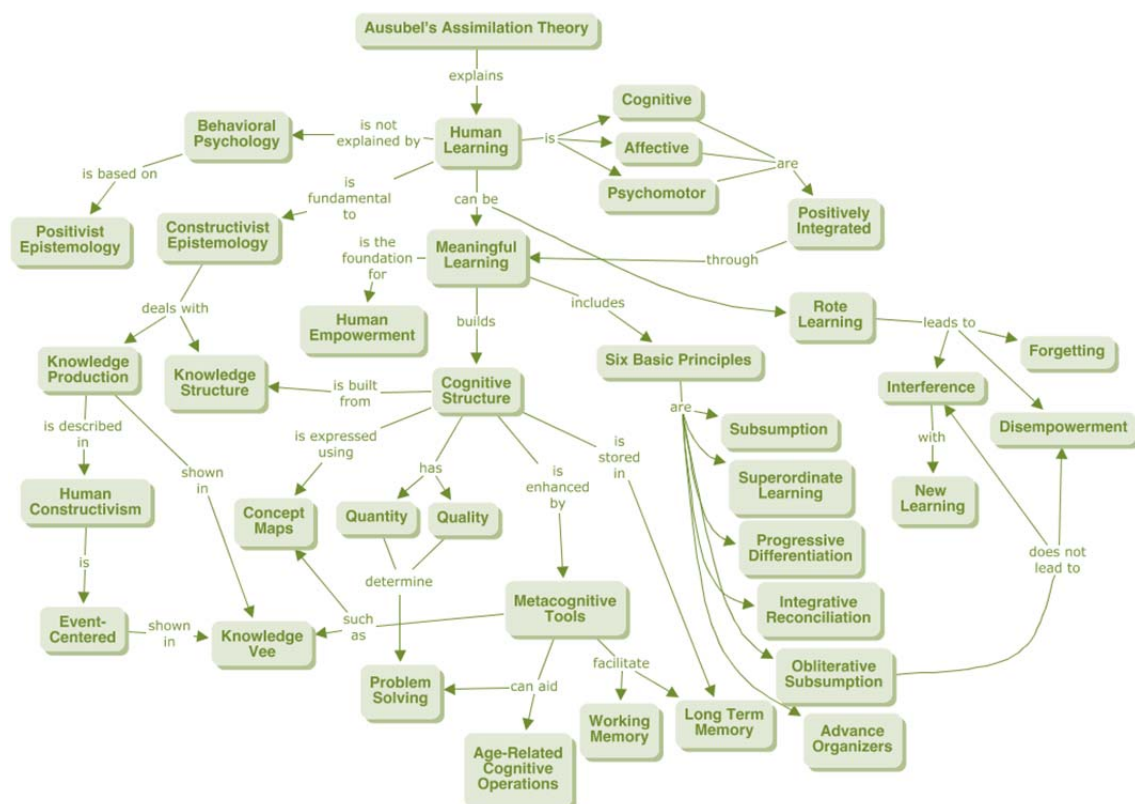 Ausubel's Assimilation Theory
explains
Cognitive
Behavioral
Psychology
is not
explained by
Human
Learning
is
Affective
Psychomotor
are
is based on
is
fundamental
to
can be
Positively
Integrated
Positivist
Epistemology
Constructivist
Epistemology
is the
foundation
for
Meaningful
Learning
through
deals with
Human
Empowerment
builds
includes
Rote
Learning
leads to
Forgetting
Knowledge
Production
Knowledge
Structure
is built
from
Cognitive
Structure
Six Basic Principles
Interference
are
Disempowerment
is described
in
is expressed
using
has
is
stored
in
Subsumption
with
shown
in
is
enhanced
by
Superordinate
Learning
New
Learning
Human
Constructivism
Concept
Maps
Quantity
Quality
Progressive
Differentiation
does not
lead to
is
determine
Metacognitive
Tools
Integrative
Reconciliation
Event-
Centered
shown
in
Knowledge
Vee
such
as
facilitate
Obliterative
Subsumption
Problem
Solving
can aid
Working
Memory
Long Term
Memory
Advance
Organizers
Age-Related
Cognitive
Operations